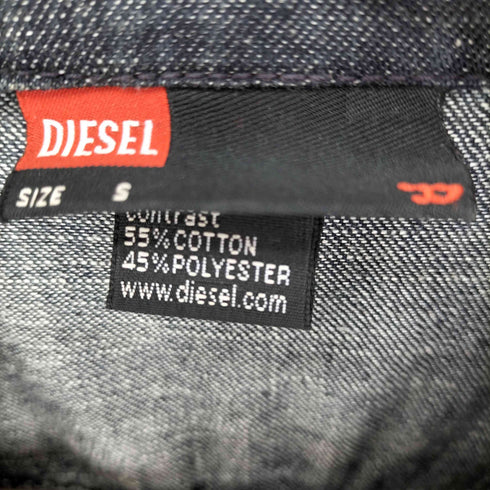 DIESEL
SIZE S
contrast
55%COTTON
45%POLYESTER
www.diesel.com